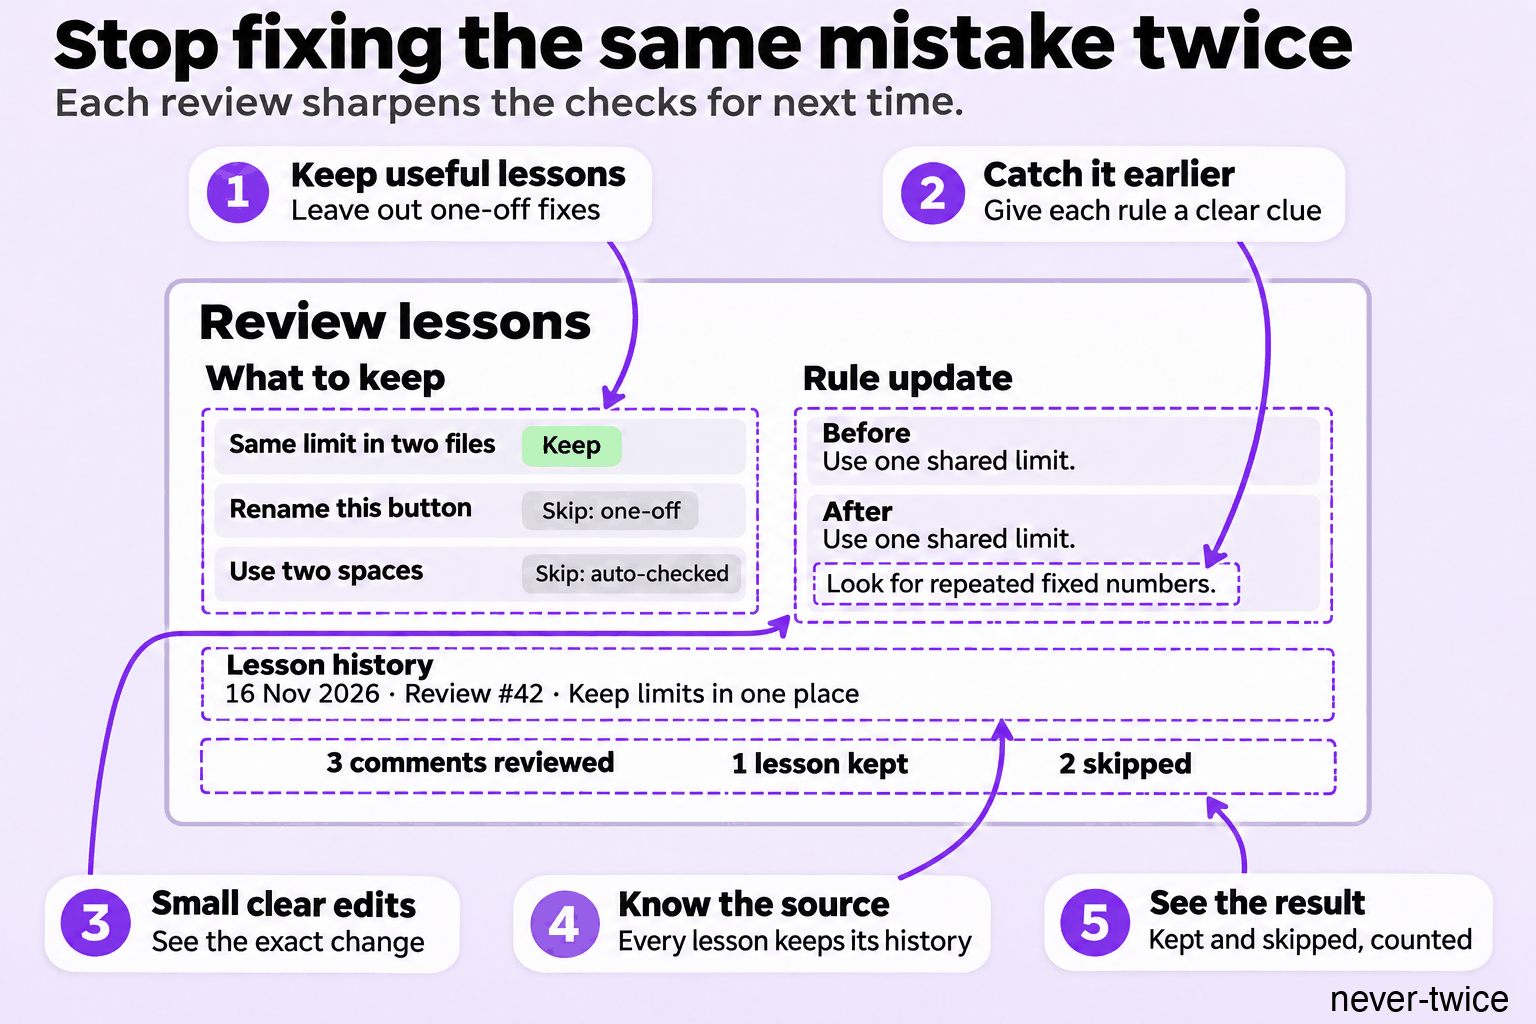 Stop fixing the same mistake twice
Each review sharpens the checks for next time.
1
Keep useful lessons
Leave out one-off fixes
2
Catch it earlier
Give each rule a clear clue
Review lessons
What to keep
Same limit in two files
Keep
Rename this button
Skip: one-off
Use two spaces
Skip: auto-checked
Rule update
Before
Use one shared limit.
After
Use one shared limit.
Look for repeated fixed numbers.
Lesson history
16 Nov 2026 · Review #42 · Keep limits in one place
3 comments reviewed
1 lesson kept
2 skipped
3
Small clear edits
See the exact change
4
Know the source
Every lesson keeps its history
5
See the result
Kept and skipped, counted
never-twice